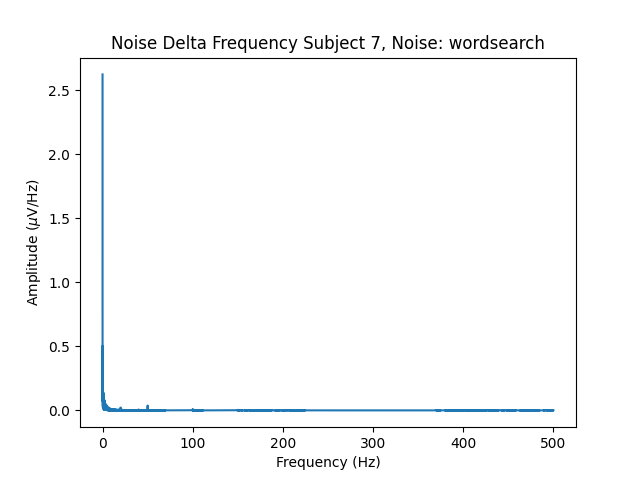 Noise Delta Frequency Subject 7, Noise: wordsearch
2.5
2.0
1.5
1.0
0.5
0.0
Amplitude (μV/Hz)
0 100 200 300 400 500
Frequency (Hz)